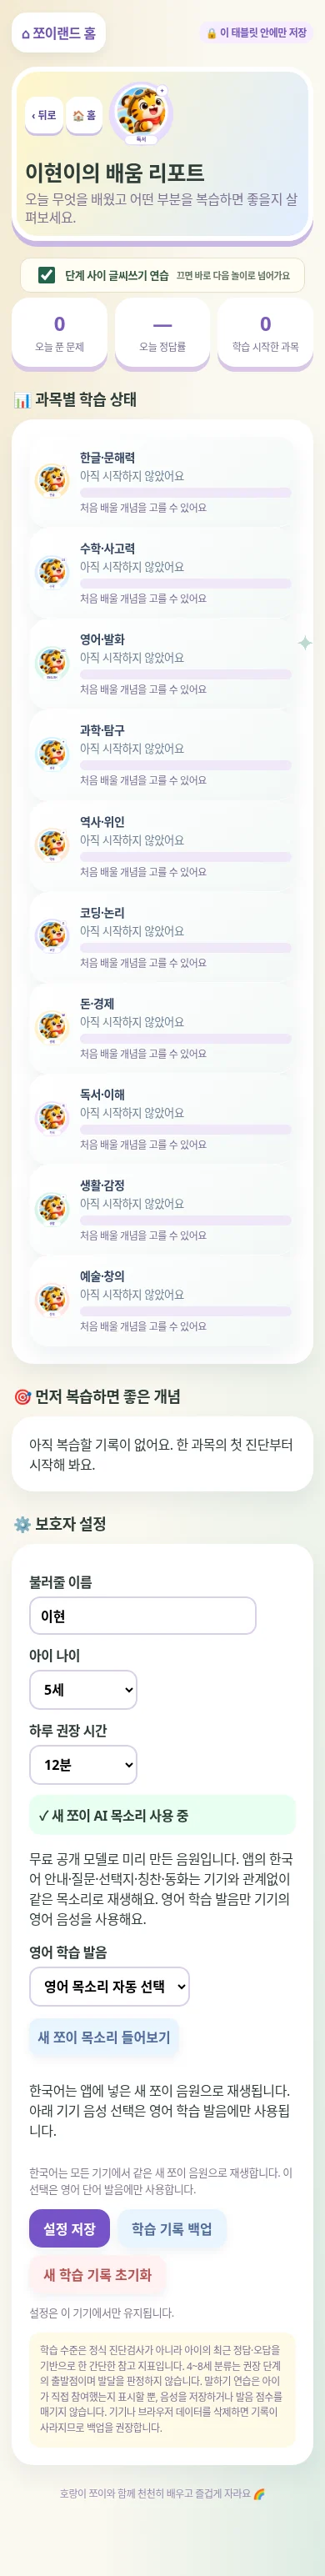 ⌂ 쪼이랜드 홈
🔒 이 태블릿 안에만 저장
‹ 뒤로
🏠 홈
독서
이현이의 배움 리포트
오늘 무엇을 배웠고 어떤 부분을 복습하면 좋을지 살
펴보세요.
단계 사이 글씨쓰기 연습 끄면 바로 다음 놀이로 넘어가요
0
오늘 푼 문제
—
오늘 정답률
0
학습 시작한 과목
📊 과목별 학습 상태
한글·문해력
아직 시작하지 않았어요
처음 배울 개념을 고를 수 있어요
수학·사고력
아직 시작하지 않았어요
처음 배울 개념을 고를 수 있어요
영어·발화
아직 시작하지 않았어요
처음 배울 개념을 고를 수 있어요
과학·탐구
아직 시작하지 않았어요
처음 배울 개념을 고를 수 있어요
역사·위인
아직 시작하지 않았어요
처음 배울 개념을 고를 수 있어요
코딩·논리
아직 시작하지 않았어요
처음 배울 개념을 고를 수 있어요
돈·경제
아직 시작하지 않았어요
처음 배울 개념을 고를 수 있어요
독서·이해
아직 시작하지 않았어요
처음 배울 개념을 고를 수 있어요
생활·감정
아직 시작하지 않았어요
처음 배울 개념을 고를 수 있어요
예술·창의
아직 시작하지 않았어요
처음 배울 개념을 고를 수 있어요
🎯 먼저 복습하면 좋은 개념
아직 복습할 기록이 없어요. 한 과목의 첫 진단부터
시작해 봐요.
⚙️ 보호자 설정
불러줄 이름
이현
아이 나이
5세
하루 권장 시간
12분
✓ 새 쪼이 AI 목소리 사용 중
무료 공개 모델로 미리 만든 음원입니다. 앱의 한국
어 안내·질문·선택지·칭찬·동화는 기기와 관계없이
같은 목소리로 재생해요. 영어 학습 발음만 기기의
영어 음성을 사용해요.
영어 학습 발음
영어 목소리 자동 선택
새 쪼이 목소리 들어보기
한국어는 앱에 넣은 새 쪼이 음원으로 재생됩니다.
아래 기기 음성 선택은 영어 학습 발음에만 사용됩
니다.
한국어는 모든 기기에서 같은 새 쪼이 음원으로 재생합니다. 이
선택은 영어 단어 발음에만 사용합니다.
설정 저장
학습 기록 백업
새 학습 기록 초기화
설정은 이 기기에서만 유지됩니다.
학습 수준은 정식 진단검사가 아니라 아이의 최근 정답·오답을
기반으로 한 간단한 참고 지표입니다. 4~8세 분류는 권장 단계
의 출발점이며 발달을 판정하지 않습니다. 말하기 연습은 아이
가 직접 참여했는지 표시할 뿐, 음성을 저장하거나 발음 점수를
매기지 않습니다. 기기나 브라우저 데이터를 삭제하면 기록이
사라지므로 백업을 권장합니다.
호랑이 쪼이와 함께 천천히 배우고 즐겁게 자라요 🌈